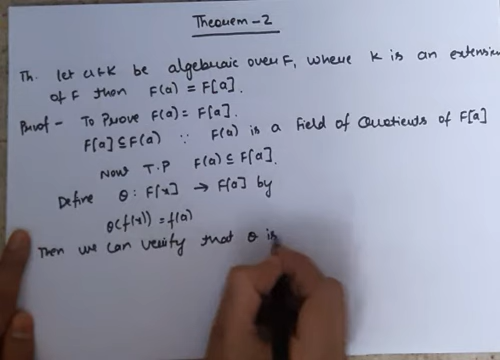 Theorem-2
Th. let a∈K be algebraic over F, where K is an extension
of F then F(a) = F[a].
Proof - To Prove F(a) = F[a].
F[a] ⊆ F(a) ∵ F(a) is a Field of Quotients of F[a]
Now T.P F(a) ⊆ F[a].
Define θ: F[x] → F[a] by
θ(f(x)) = f(a)
Then we can verify that θ is